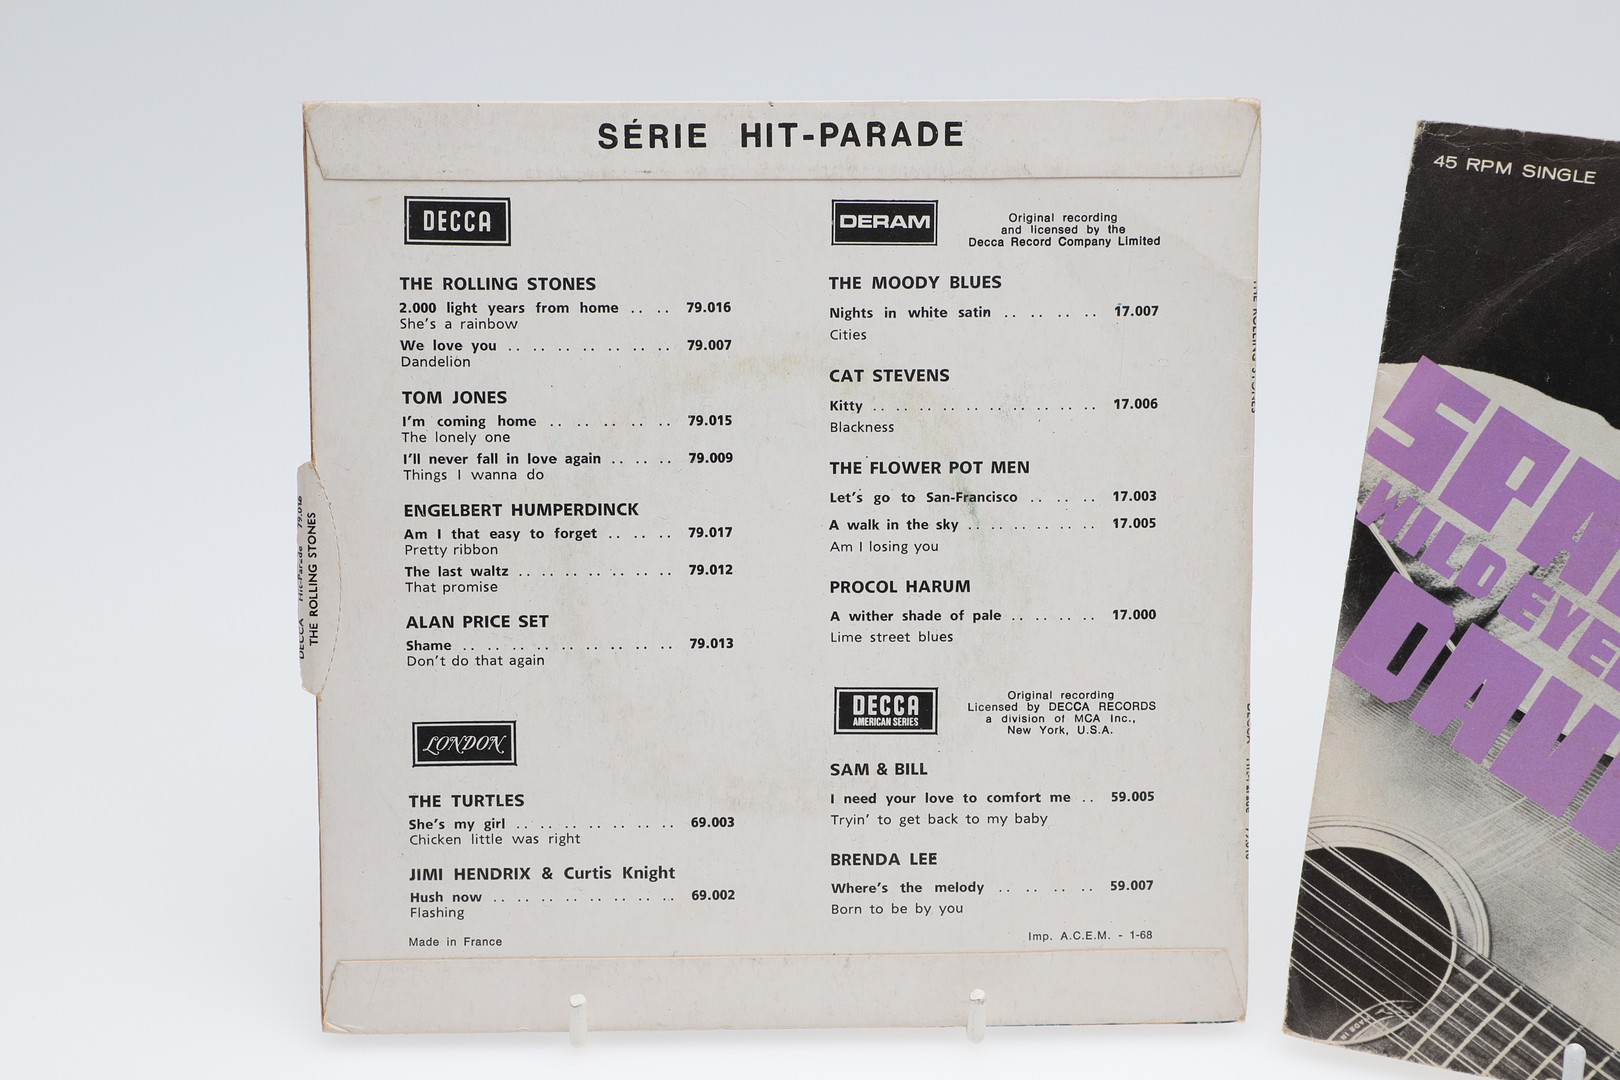 SÉRIE HIT-PARADE
DECCA
THE ROLLING STONES
2.000 light years from home .. .. 79.016
She's a rainbow
We love you .. .. .. .. .. .. .. 79.007
Dandelion
TOM JONES
I'm coming home .. .. .. .. .. .. 79.015
The lonely one
I'll never fall in love again .. .. .. 79.009
Things I wanna do
ENGELBERT HUMPERDINCK
Am I that easy to forget .. .. .. 79.017
Pretty ribbon
The last waltz .. .. .. .. .. .. .. 79.012
That promise
ALAN PRICE SET
Shame .. .. .. .. .. .. .. .. .. .. 79.013
Don't do that again
LONDON
THE TURTLES
She's my girl .. .. .. .. .. .. .. 69.003
Chicken little was right
JIMI HENDRIX & Curtis Knight
Hush now .. .. .. .. .. .. .. .. 69.002
Flashing
Made in France
DERAM
Original recording
and licensed by the
Decca Record Company Limited
THE MOODY BLUES
Nights in white satin .. .. .. .. 17.007
Cities
CAT STEVENS
Kitty .. .. .. .. .. .. .. .. .. .. 17.006
Blackness
THE FLOWER POT MEN
Let's go to San-Francisco .. .. .. 17.003
A walk in the sky .. .. .. .. .. .. 17.005
Am I losing you
PROCOL HARUM
A wither shade of pale .. .. .. .. 17.000
Lime street blues
DECCA
AMERICAN SERIES
Original recording
Licensed by DECCA RECORDS
a division of MCA Inc.,
New York, U.S.A.
SAM & BILL
I need your love to comfort me .. 59.005
Tryin' to get back to my baby
BRENDA LEE
Where's the melody .. .. .. .. 59.007
Born to be by you
Imp. A.C.E.M. - 1-68
DECCA Hit-Parade 79.016
THE ROLLING STONES
THE ROLLING STONES
45 RPM SINGLE
WILD
MADE IN